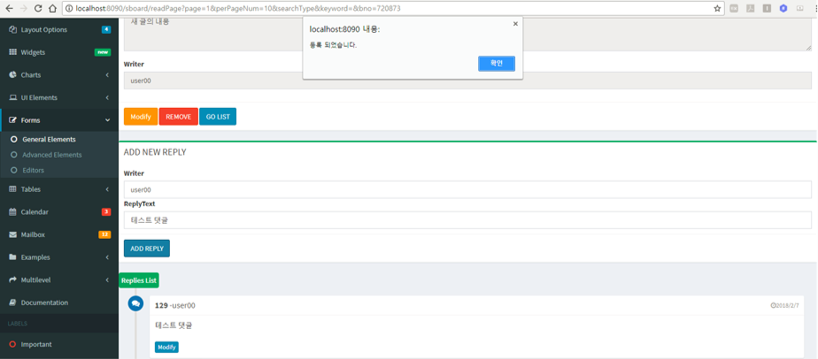 localhost:8090/sboard/readPage?page=1&perPageNum=10&searchType&keyword=&bno=720873
Layout Options 4
Widgets new
Charts
UI Elements
Forms
General Elements
Advanced Elements
Editors
Tables
Calendar 3
Mailbox 12
Examples
Multilevel
Documentation
LABELS
Important
새 글의 내용
localhost:8090 내용:
등록 되었습니다.
확인
Writer
user00
Modify REMOVE GO LIST
ADD NEW REPLY
Writer
user00
ReplyText
테스트 댓글
ADD REPLY
Replies List
129 -user00 2018/2/7
테스트 댓글
Modify